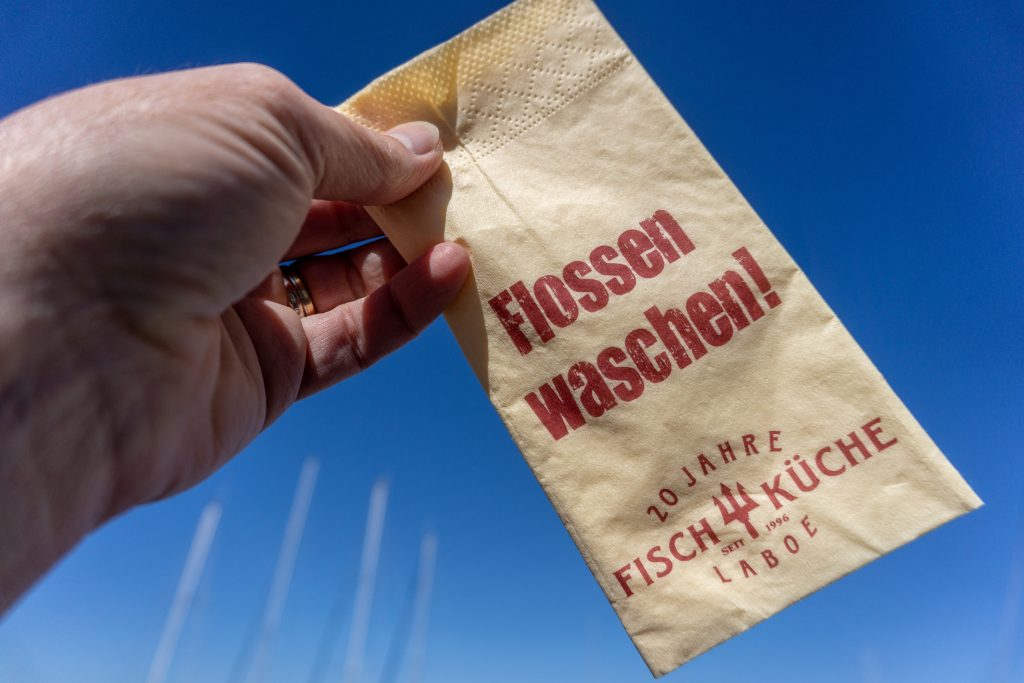 Flossen
waschen!
20 JAHRE
FISCH KÜCHE
SEIT 1996
LABOE